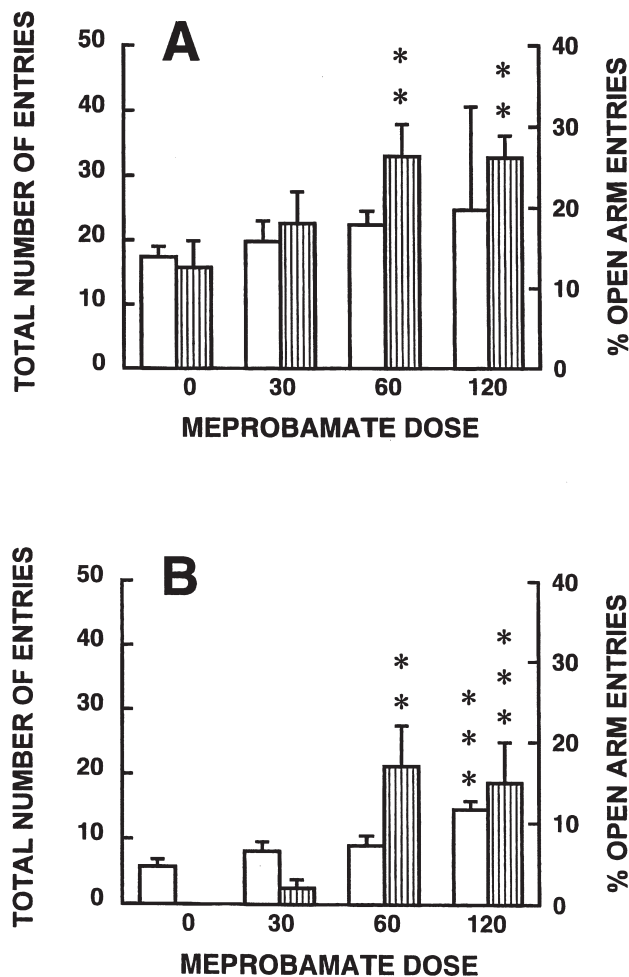 A
TOTAL NUMBER OF ENTRIES
50
40
30
20
10
0
% OPEN ARM ENTRIES
40
30
20
10
0
* *
* *
0 30 60 120
MEPROBAMATE DOSE
B
TOTAL NUMBER OF ENTRIES
50
40
30
20
10
0
% OPEN ARM ENTRIES
40
30
20
10
0
* *
* * *
* * *
0 30 60 120
MEPROBAMATE DOSE